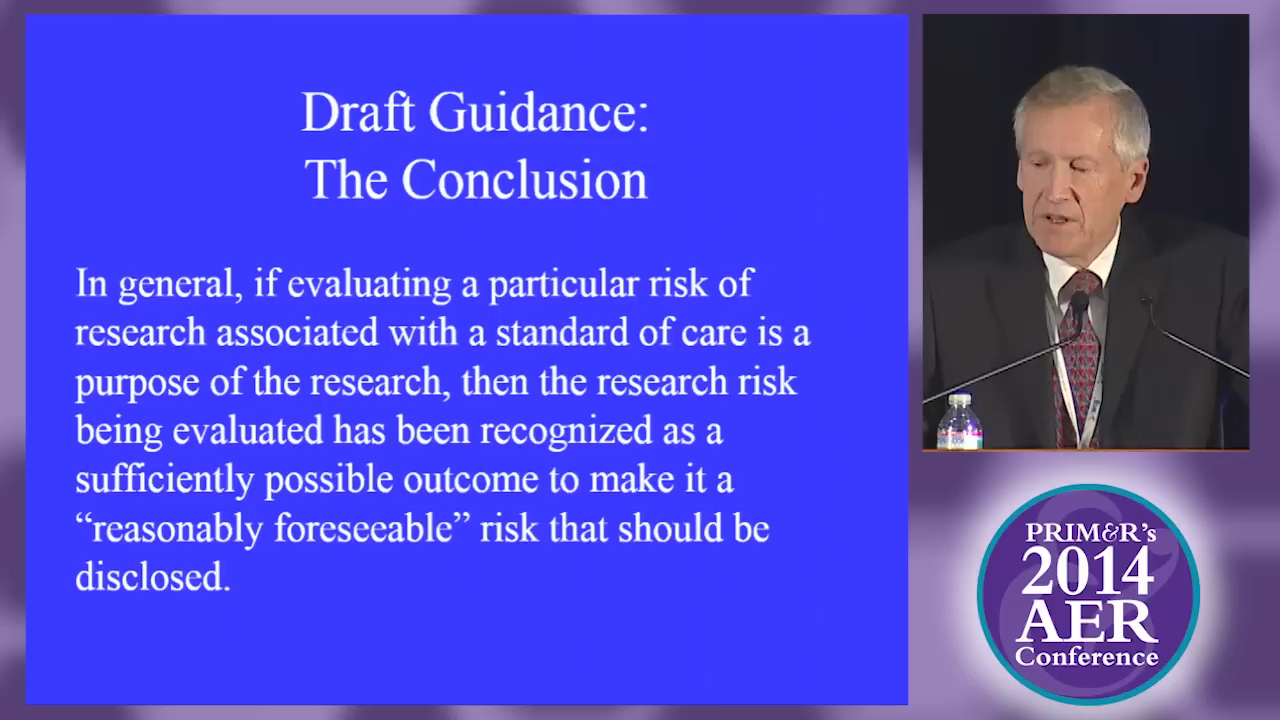 Draft Guidance:
The Conclusion
In general, if evaluating a particular risk of
research associated with a standard of care is a
purpose of the research, then the research risk
being evaluated has been recognized as a
sufficiently possible outcome to make it a
“reasonably foreseeable” risk that should be
disclosed.
PRIM&R’s
2014
AER
Conference